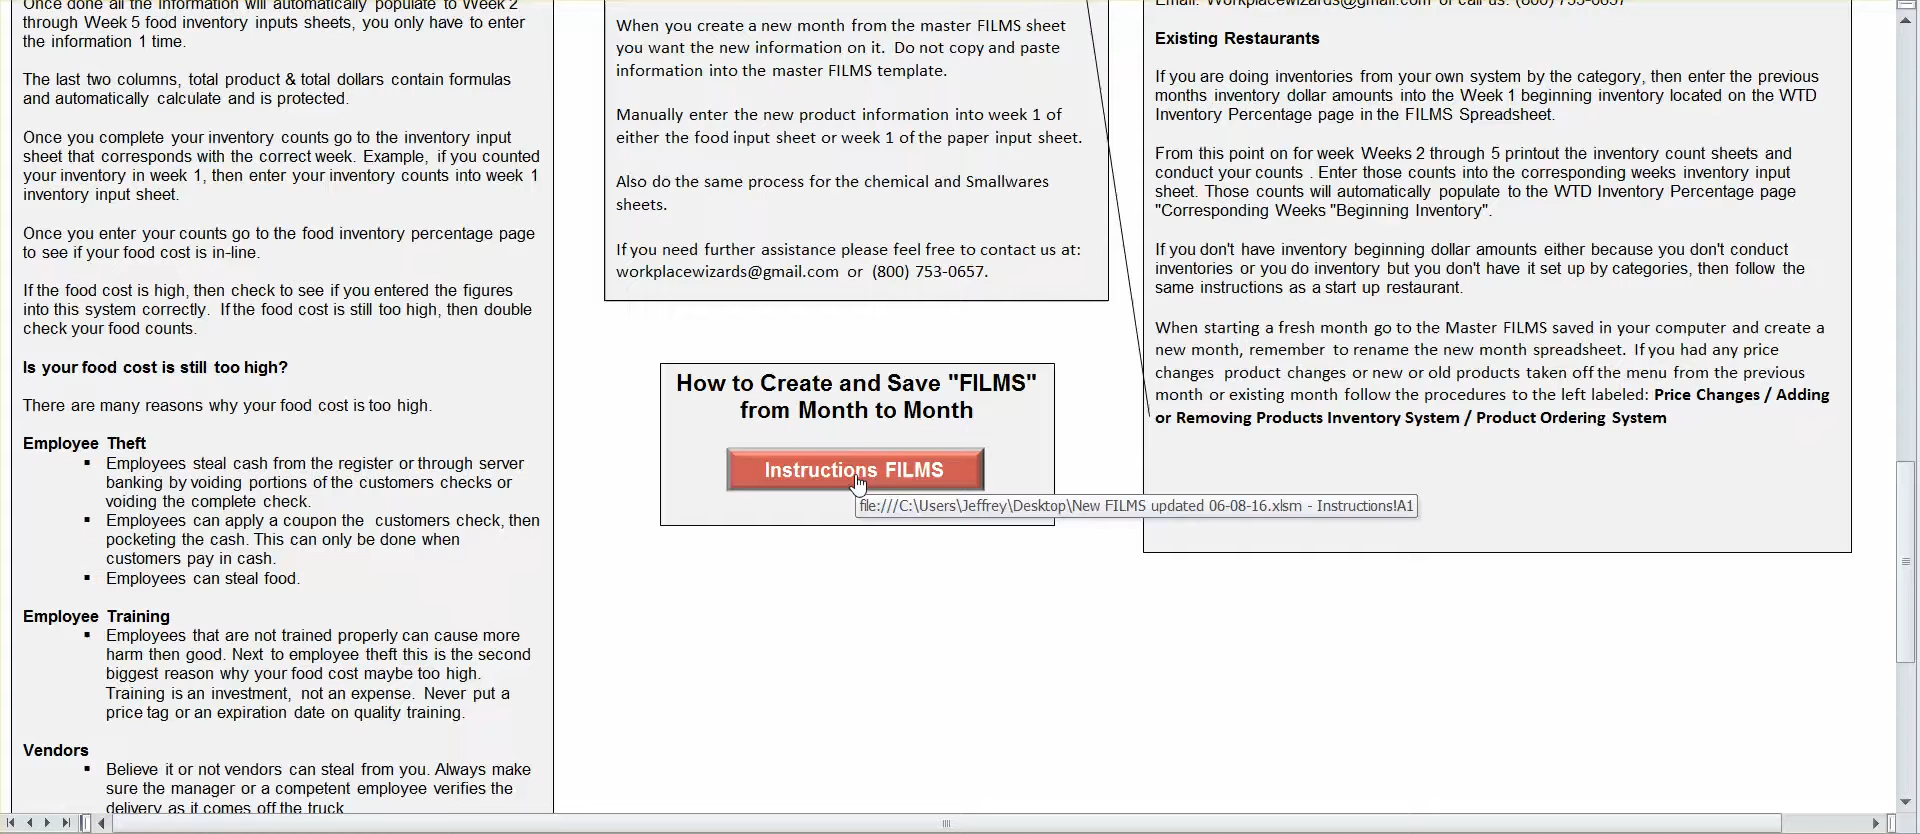 Once done all the information will automatically populate to Week 2
through Week 5 food inventory inputs sheets, you only have to enter
the information 1 time.
The last two columns, total product & total dollars contain formulas
and automatically calculate and is protected.
Once you complete your inventory counts go to the inventory input
sheet that corresponds with the correct week. Example, if you counted
your inventory in week 1, then enter your inventory counts into week 1
inventory input sheet.
Once you enter your counts go to the food inventory percentage page
to see if your food cost is in-line.
If the food cost is high, then check to see if you entered the figures
into this system correctly. If the food cost is still too high, then double
check your food counts.
Is your food cost is still too high?
There are many reasons why your food cost is too high.
Employee Theft
▪ Employees steal cash from the register or through server
banking by voiding portions of the customers checks or
voiding the complete check.
▪ Employees can apply a coupon the customers check, then
pocketing the cash. This can only be done when
customers pay in cash.
▪ Employees can steal food.
Employee Training
▪ Employees that are not trained properly can cause more
harm then good. Next to employee theft this is the second
biggest reason why your food cost maybe too high.
Training is an investment, not an expense. Never put a
price tag or an expiration date on quality training.
Vendors
▪ Believe it or not vendors can steal from you. Always make
sure the manager or a competent employee verifies the
delivery as it comes off the truck
When you create a new month from the master FILMS sheet
you want the new information on it. Do not copy and paste
information into the master FILMS template.
Manually enter the new product information into week 1 of
either the food input sheet or week 1 of the paper input sheet.
Also do the same process for the chemical and Smallwares
sheets.
If you need further assistance please feel free to contact us at:
workplacewizards@gmail.com or (800) 753-0657.
How to Create and Save "FILMS"
from Month to Month
Instructions FILMS
file:///C:\Users\Jeffrey\Desktop\New FILMS updated 06-08-16.xlsm - Instructions!A1
Email: Workplacewizards@gmail.com or call us: (800) 753-0657
Existing Restaurants
If you are doing inventories from your own system by the category, then enter the previous
months inventory dollar amounts into the Week 1 beginning inventory located on the WTD
Inventory Percentage page in the FILMS Spreadsheet.
From this point on for week Weeks 2 through 5 printout the inventory count sheets and
conduct your counts . Enter those counts into the corresponding weeks inventory input
sheet. Those counts will automatically populate to the WTD Inventory Percentage page
"Corresponding Weeks "Beginning Inventory".
If you don't have inventory beginning dollar amounts either because you don't conduct
inventories or you do inventory but you don't have it set up by categories, then follow the
same instructions as a start up restaurant.
When starting a fresh month go to the Master FILMS saved in your computer and create a
new month, remember to rename the new month spreadsheet. If you had any price
changes product changes or new or old products taken off the menu from the previous
month or existing month follow the procedures to the left labeled: Price Changes / Adding
or Removing Products Inventory System / Product Ordering System